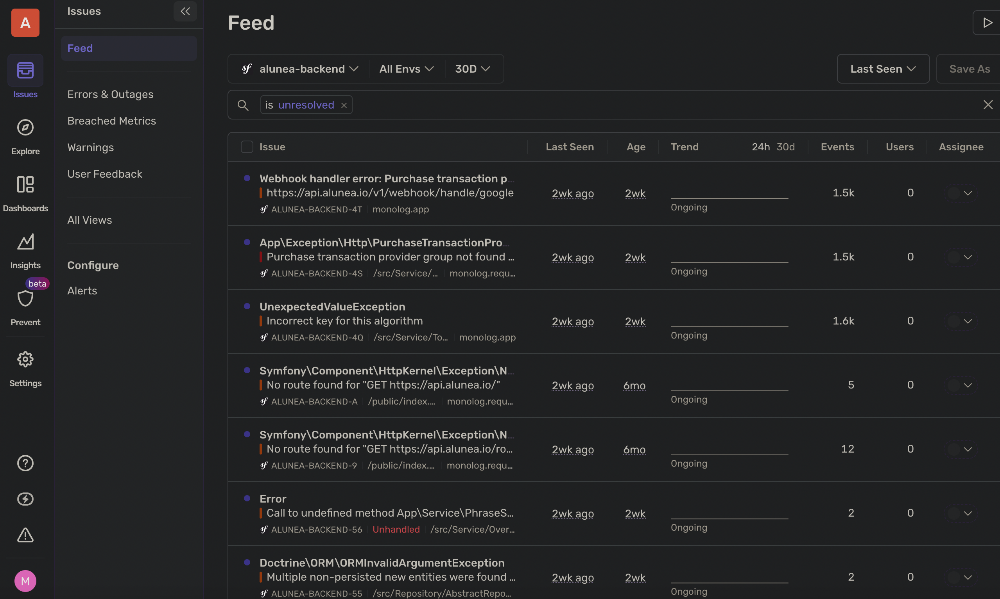 A
Issues
Explore
Dashboards
Insights
beta
Prevent
Settings
M
Issues
Feed
Errors & Outages
Breached Metrics
Warnings
User Feedback
All Views
Configure
Alerts
Feed
sf alunea-backend All Envs 30D Last Seen Save As
is unresolved
Issue Last Seen Age Trend 24h 30d Events Users Assignee
Webhook handler error: Purchase transaction p...
https://api.alunea.io/v1/webhook/handle/google 2wk ago 2wk 1.5k 0
Ongoing
sf ALUNEA-BACKEND-4T monolog.app
App\Exception\Http\PurchaseTransactionPro...
Purchase transaction provider group not found ... 2wk ago 2wk 1.5k 0
Ongoing
sf ALUNEA-BACKEND-4S /src/Service/... monolog.requ...
UnexpectedValueException
Incorrect key for this algorithm 2wk ago 2wk 1.6k 0
Ongoing
sf ALUNEA-BACKEND-4Q /src/Service/To... monolog.app
Symfony\Component\HttpKernel\Exception\N...
No route found for "GET https://api.alunea.io/" 2wk ago 6mo 5 0
Ongoing
sf ALUNEA-BACKEND-A /public/index.... monolog.requ...
Symfony\Component\HttpKernel\Exception\N...
No route found for "GET https://api.alunea.io/ro... 2wk ago 6mo 12 0
Ongoing
sf ALUNEA-BACKEND-9 /public/index.... monolog.requ...
Error
Call to undefined method App\Service\PhraseS... 2wk ago 2wk 2 0
Ongoing
sf ALUNEA-BACKEND-56 Unhandled /src/Service/Over...
Doctrine\ORM\ORMInvalidArgumentException
Multiple non-persisted new entities were found ... 2wk ago 2wk 2 0
Ongoing
sf ALUNEA-BACKEND-55 /src/Repository/AbstractRepo...